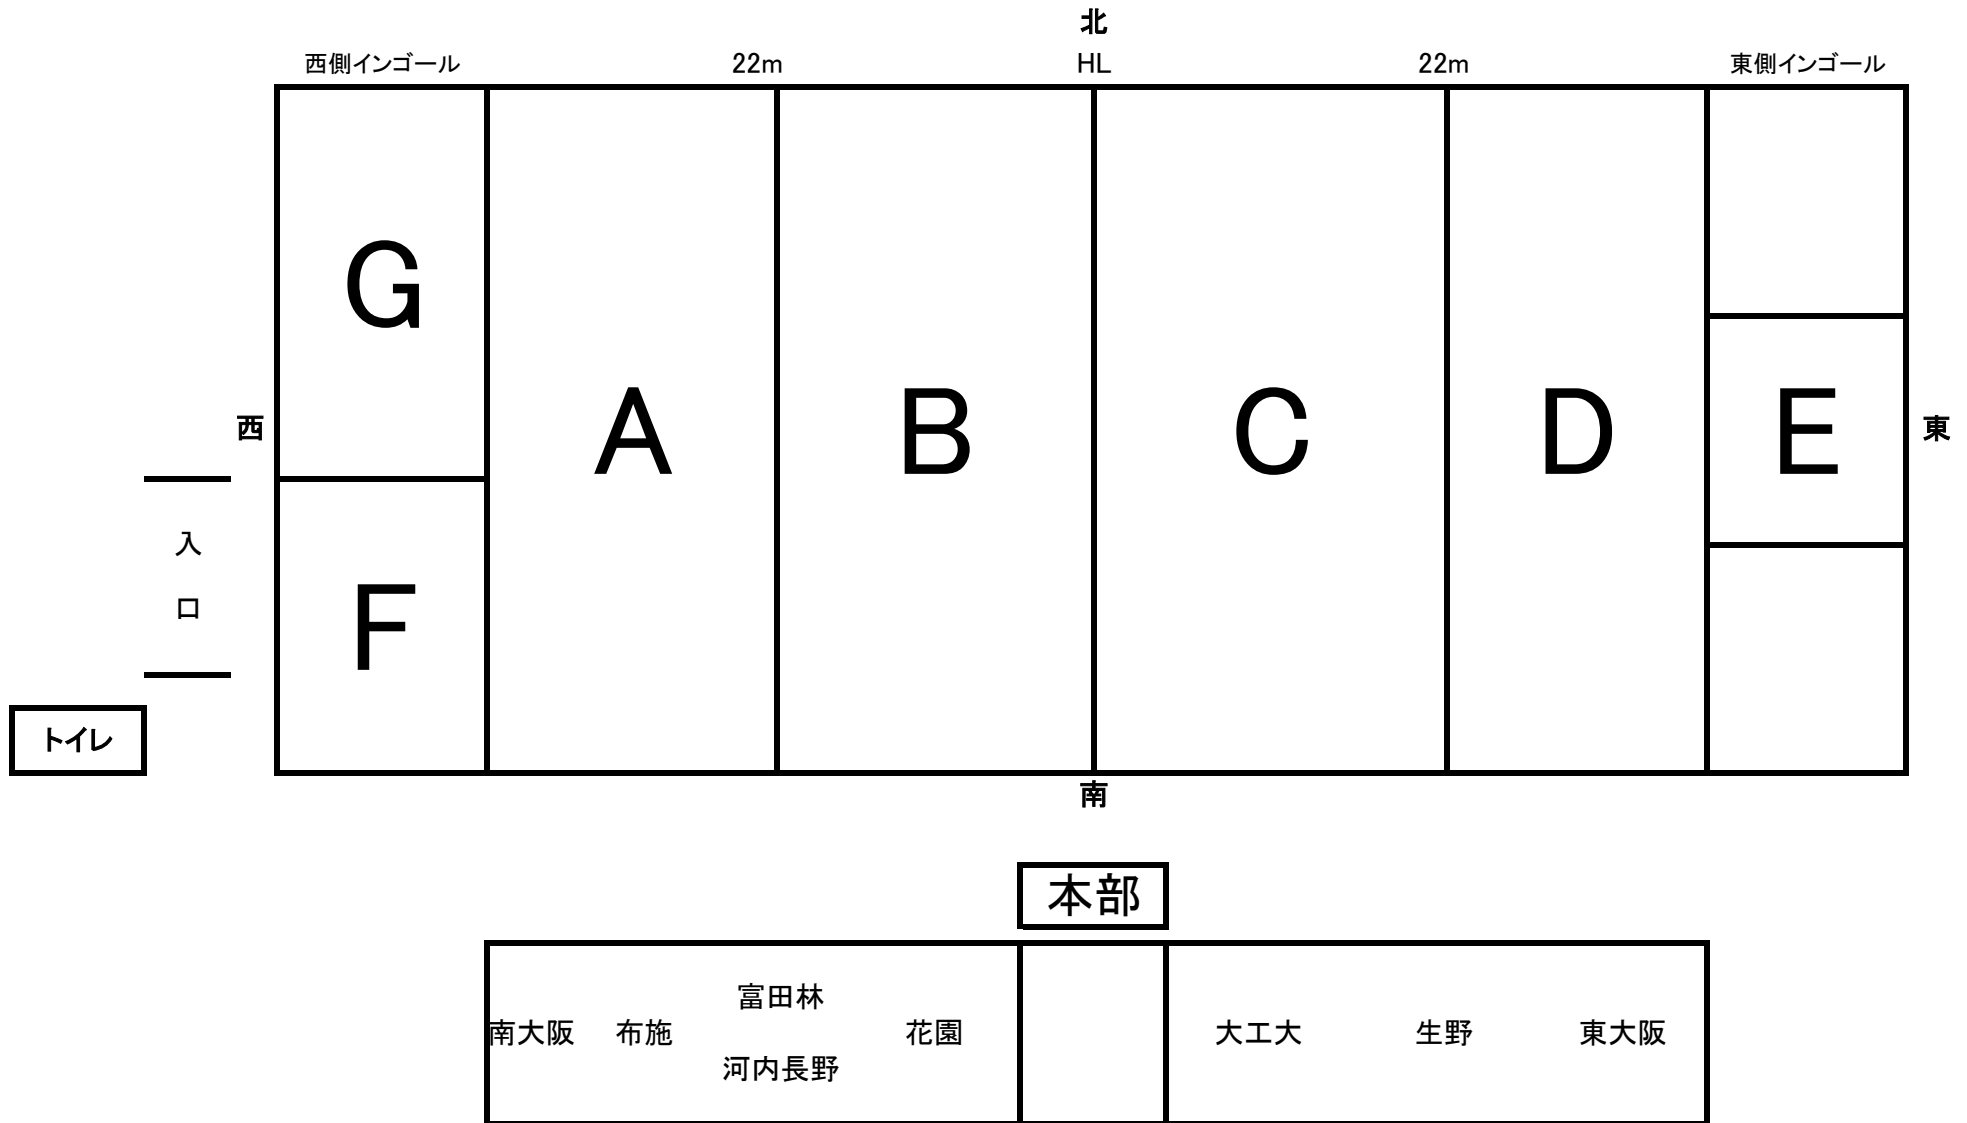 北
西側インゴール 22m HL 22m 東側インゴール
G
A B C D E
西 東
入
口
F
トイレ
南
本部
富田林
南大阪 布施 花園 大工大 生野 東大阪
河内長野